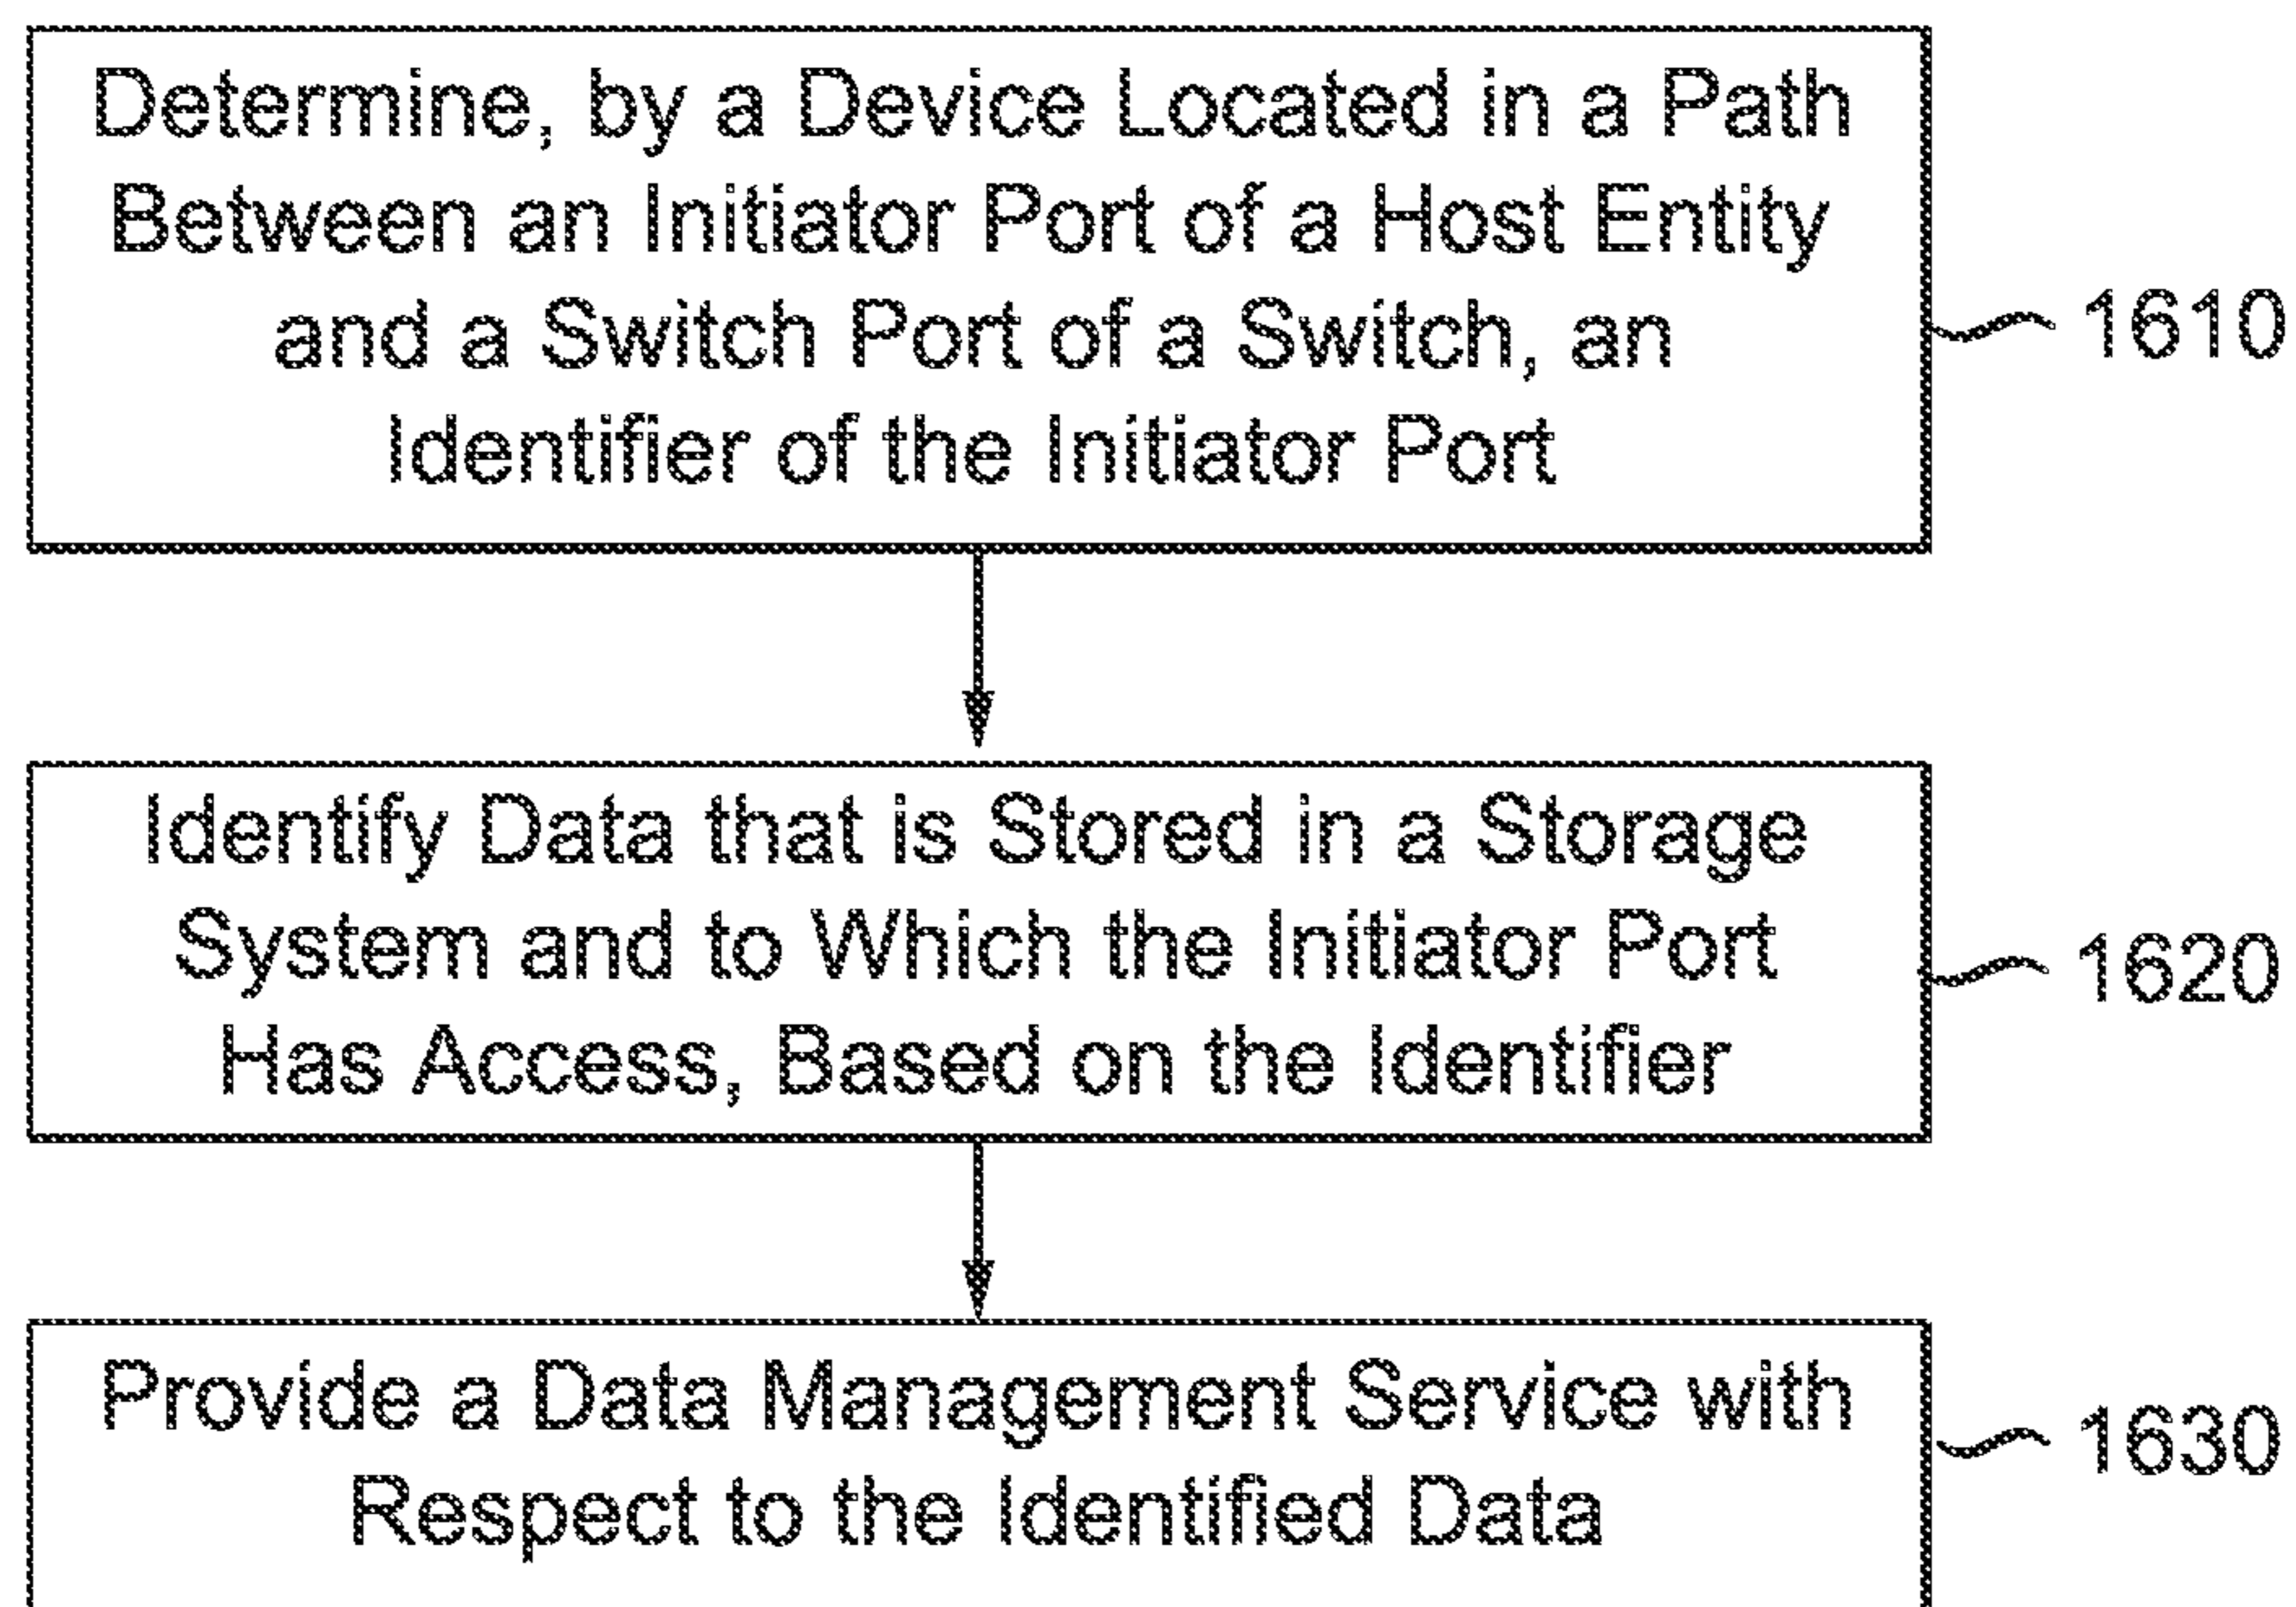 Determine, by a Device Located in a Path
Between an Initiator Port of a Host Entity
and a Switch Port of a Switch, an
Identifier of the Initiator Port
1610
Identify Data that is Stored in a Storage
System and to Which the Initiator Port
Has Access, Based on the Identifier
1620
Provide a Data Management Service with
Respect to the Identified Data
1630